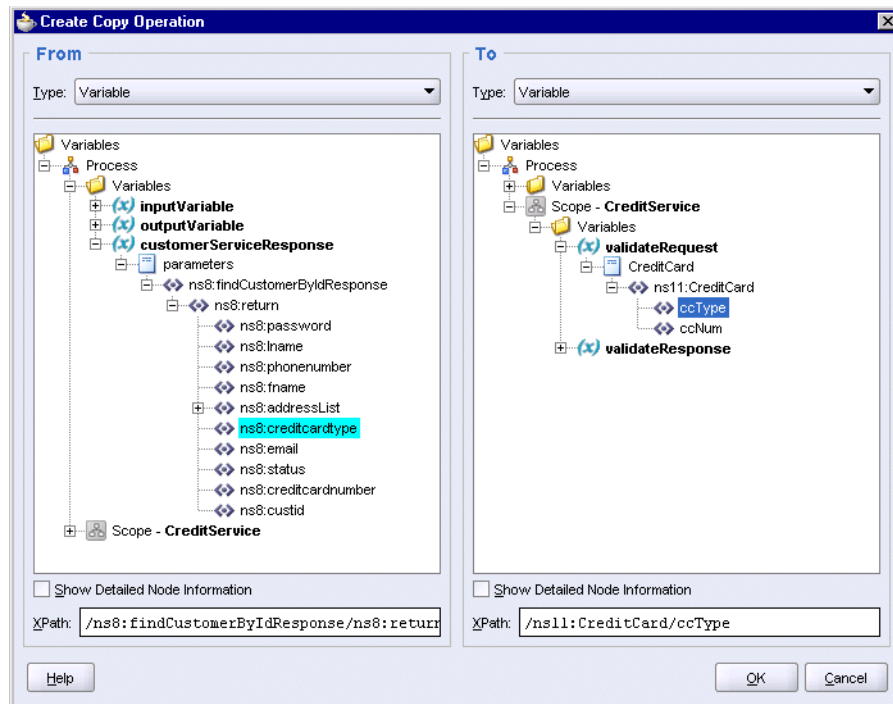 Create Copy Operation
From
Type: Variable
Variables
Process
Variables
(x) inputVariable
(x) outputVariable
(x) customerServiceResponse
parameters
ns8:findCustomerByIdResponse
ns8:return
ns8:password
ns8:lname
ns8:phonenumber
ns8:fname
ns8:addressList
ns8:creditcardtype
ns8:email
ns8:status
ns8:creditcardnumber
ns8:custid
Scope - CreditService
Show Detailed Node Information
XPath: /ns8:findCustomerByIdResponse/ns8:return
To
Type: Variable
Variables
Process
Variables
Scope - CreditService
Variables
(x) validateRequest
CreditCard
ns11:CreditCard
ccType
ccNum
(x) validateResponse
Show Detailed Node Information
XPath: /ns11:CreditCard/ccType
Help
OK
Cancel